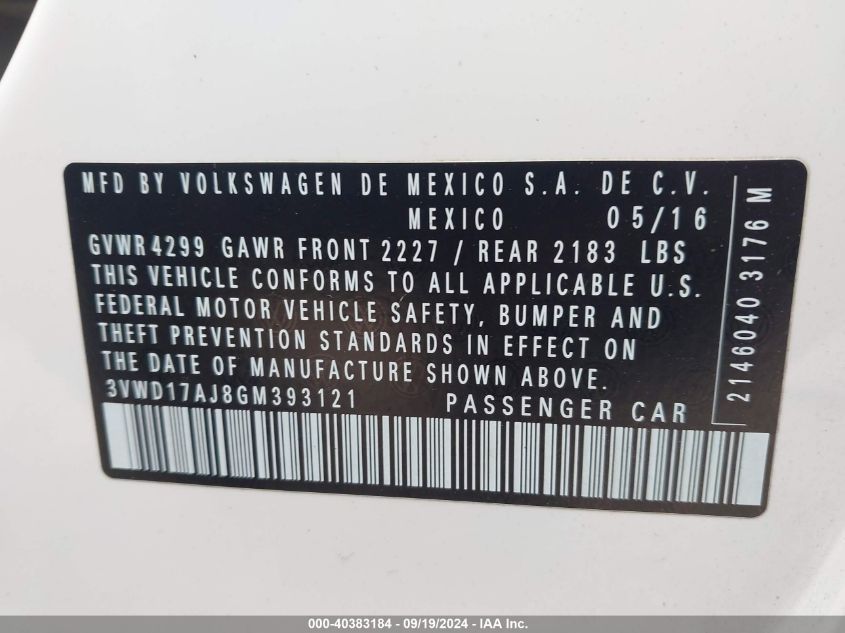 MFD BY VOLKSWAGEN DE MEXICO S.A. DE C.V.
MEXICO 05/16
GVWR 4299 GAWR FRONT 2227 / REAR 2183 LBS
THIS VEHICLE CONFORMS TO ALL APPLICABLE U.S.
FEDERAL MOTOR VEHICLE SAFETY, BUMPER AND
THEFT PREVENTION STANDARDS IN EFFECT ON
THE DATE OF MANUFACTURE SHOWN ABOVE.
3VWD17AJ8GM393121 PASSENGER CAR
2146040 3176 M
000-40383184 - 09/19/2024 - IAA Inc.